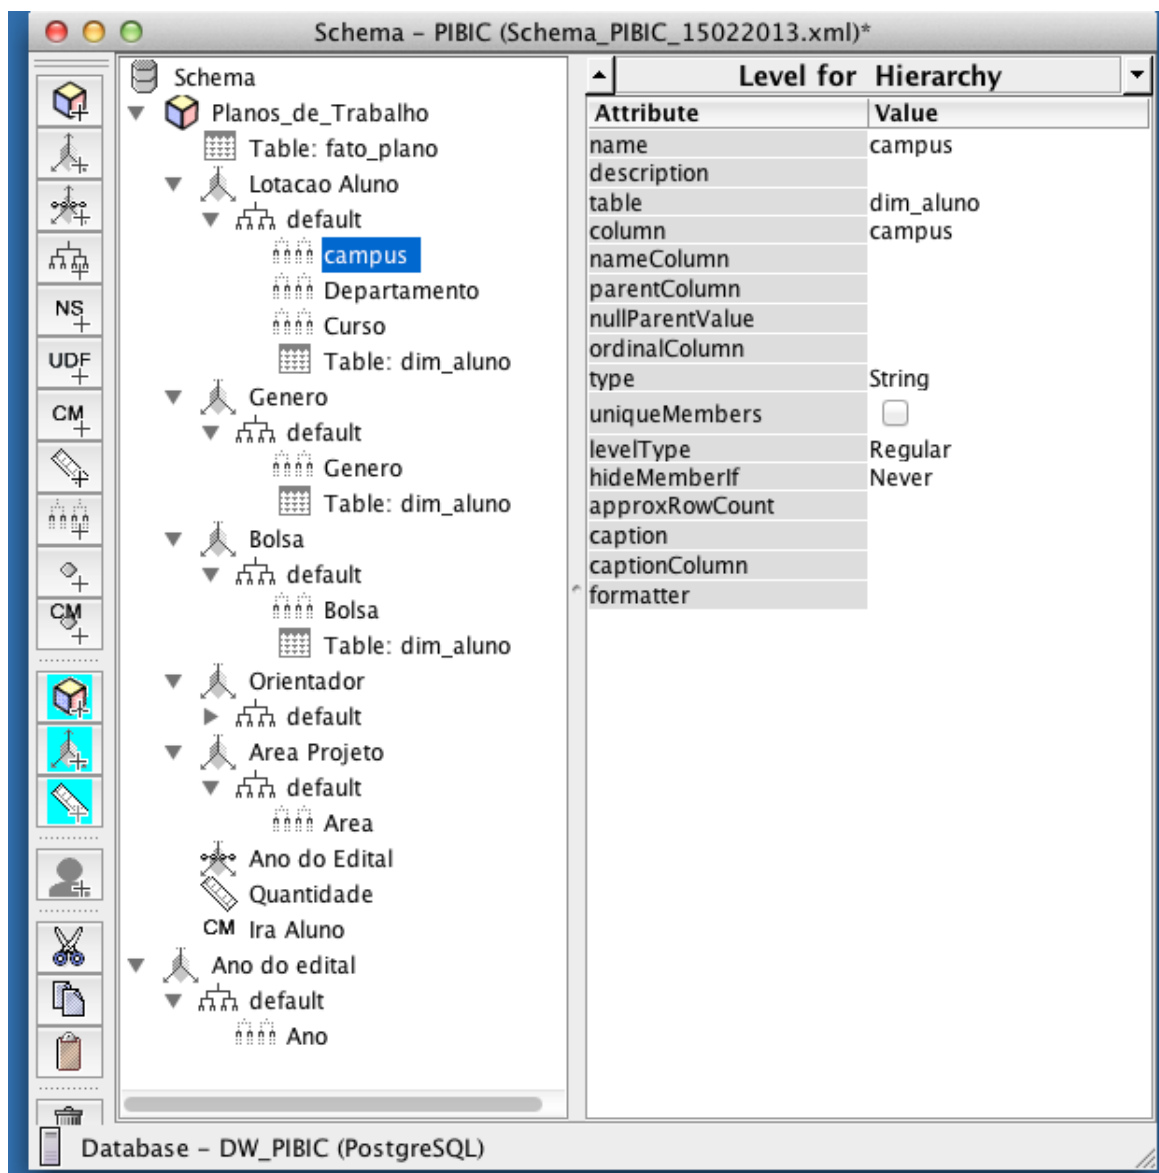 Schema – PIBIC (Schema_PIBIC_15022013.xml)*
NS
UDF
CM
CM
Schema
Planos_de_Trabalho
Table: fato_plano
Lotacao Aluno
default
campus
Departamento
Curso
Table: dim_aluno
Genero
default
Genero
Table: dim_aluno
Bolsa
default
Bolsa
Table: dim_aluno
Orientador
default
Area Projeto
default
Area
Ano do Edital
Quantidade
CM Ira Aluno
Ano do edital
default
Ano
Level for Hierarchy
Attribute Value
name campus
description
table dim_aluno
column campus
nameColumn
parentColumn
nullParentValue
ordinalColumn
type String
uniqueMembers
levelType Regular
hideMemberIf Never
approxRowCount
caption
captionColumn
formatter
Database – DW_PIBIC (PostgreSQL)